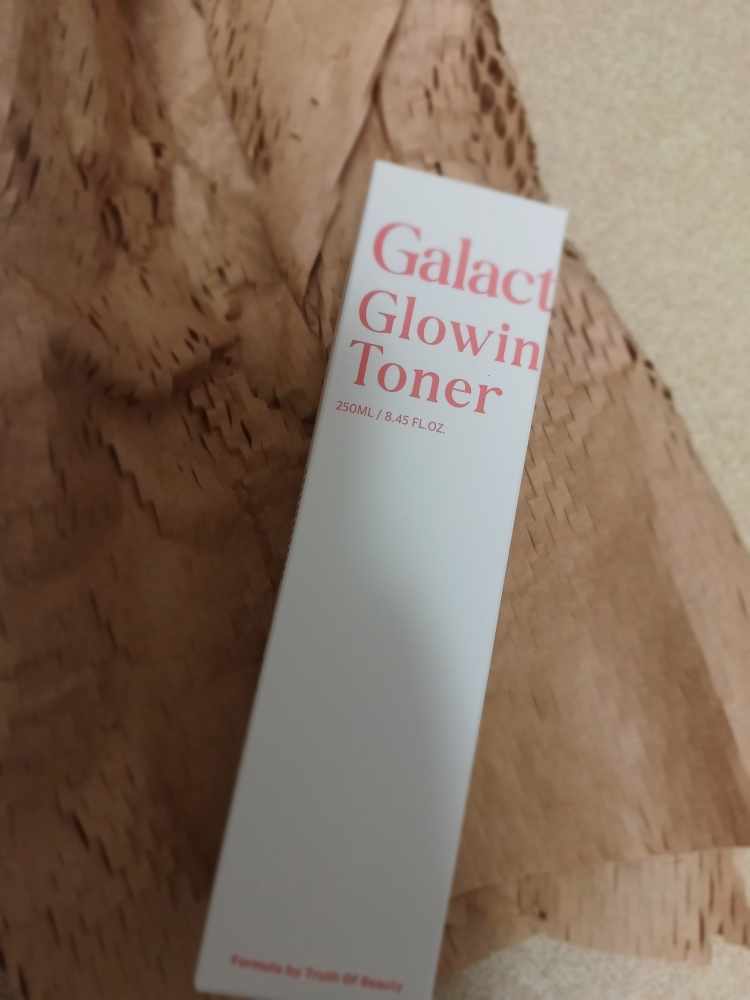 Galact
Glowin
Toner
250ML / 8.45 FL.OZ.
Formula by Truth Of Beauty